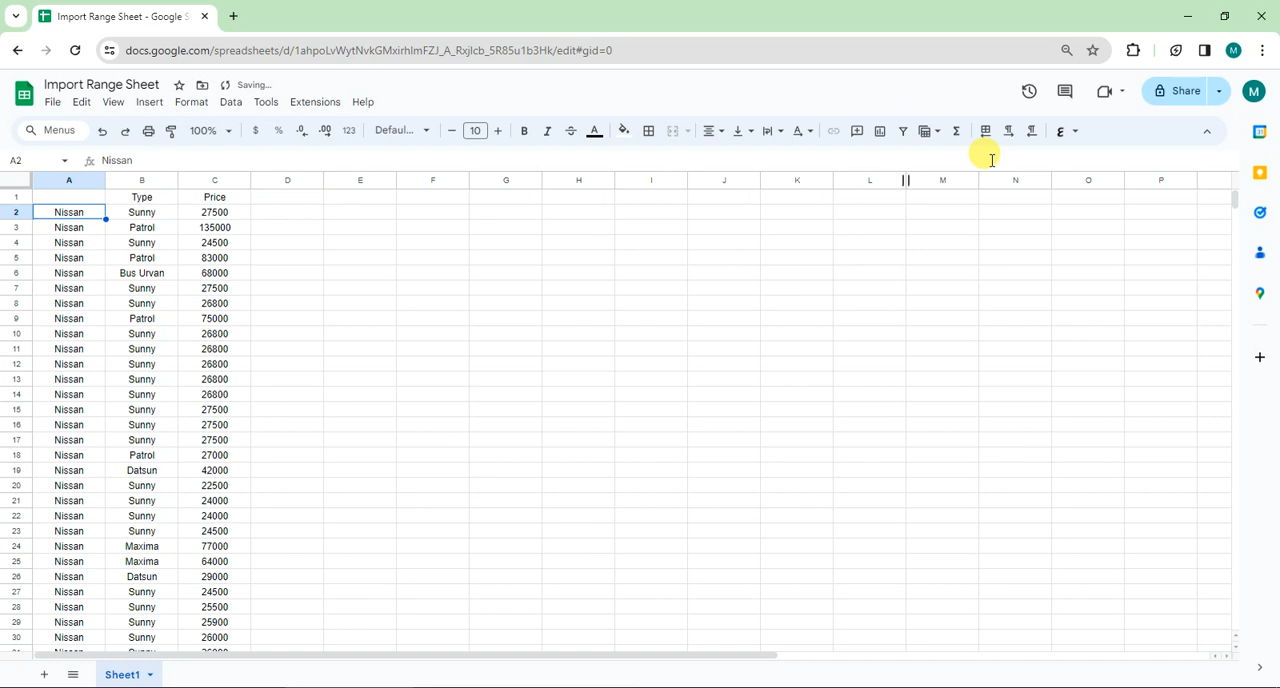 Import Range Sheet - Google S
docs.google.com/spreadsheets/d/1ahpoLvWytNvkGMxirhlmFZJ_A_Rxjlcb_5R85u1b3Hk/edit#gid=0
M
Import Range Sheet
Saving...
File Edit View Insert Format Data Tools Extensions Help
Share
M
Menus 100% $ % .0 .00 123 Defaul... 10 B I A
A2 fx Nissan
A B C D E F G H I J K L M N O P
1 Type Price
2 Nissan Sunny 27500
3 Nissan Patrol 135000
4 Nissan Sunny 24500
5 Nissan Patrol 83000
6 Nissan Bus Urvan 68000
7 Nissan Sunny 27500
8 Nissan Sunny 26800
9 Nissan Patrol 75000
10 Nissan Sunny 26800
11 Nissan Sunny 26800
12 Nissan Sunny 26800
13 Nissan Sunny 26800
14 Nissan Sunny 26800
15 Nissan Sunny 27500
16 Nissan Sunny 27500
17 Nissan Sunny 27500
18 Nissan Patrol 27000
19 Nissan Datsun 42000
20 Nissan Sunny 22500
21 Nissan Sunny 24000
22 Nissan Sunny 24000
23 Nissan Sunny 24500
24 Nissan Maxima 77000
25 Nissan Maxima 64000
26 Nissan Datsun 29000
27 Nissan Sunny 24500
28 Nissan Sunny 25500
29 Nissan Sunny 25900
30 Nissan Sunny 26000
Sheet1